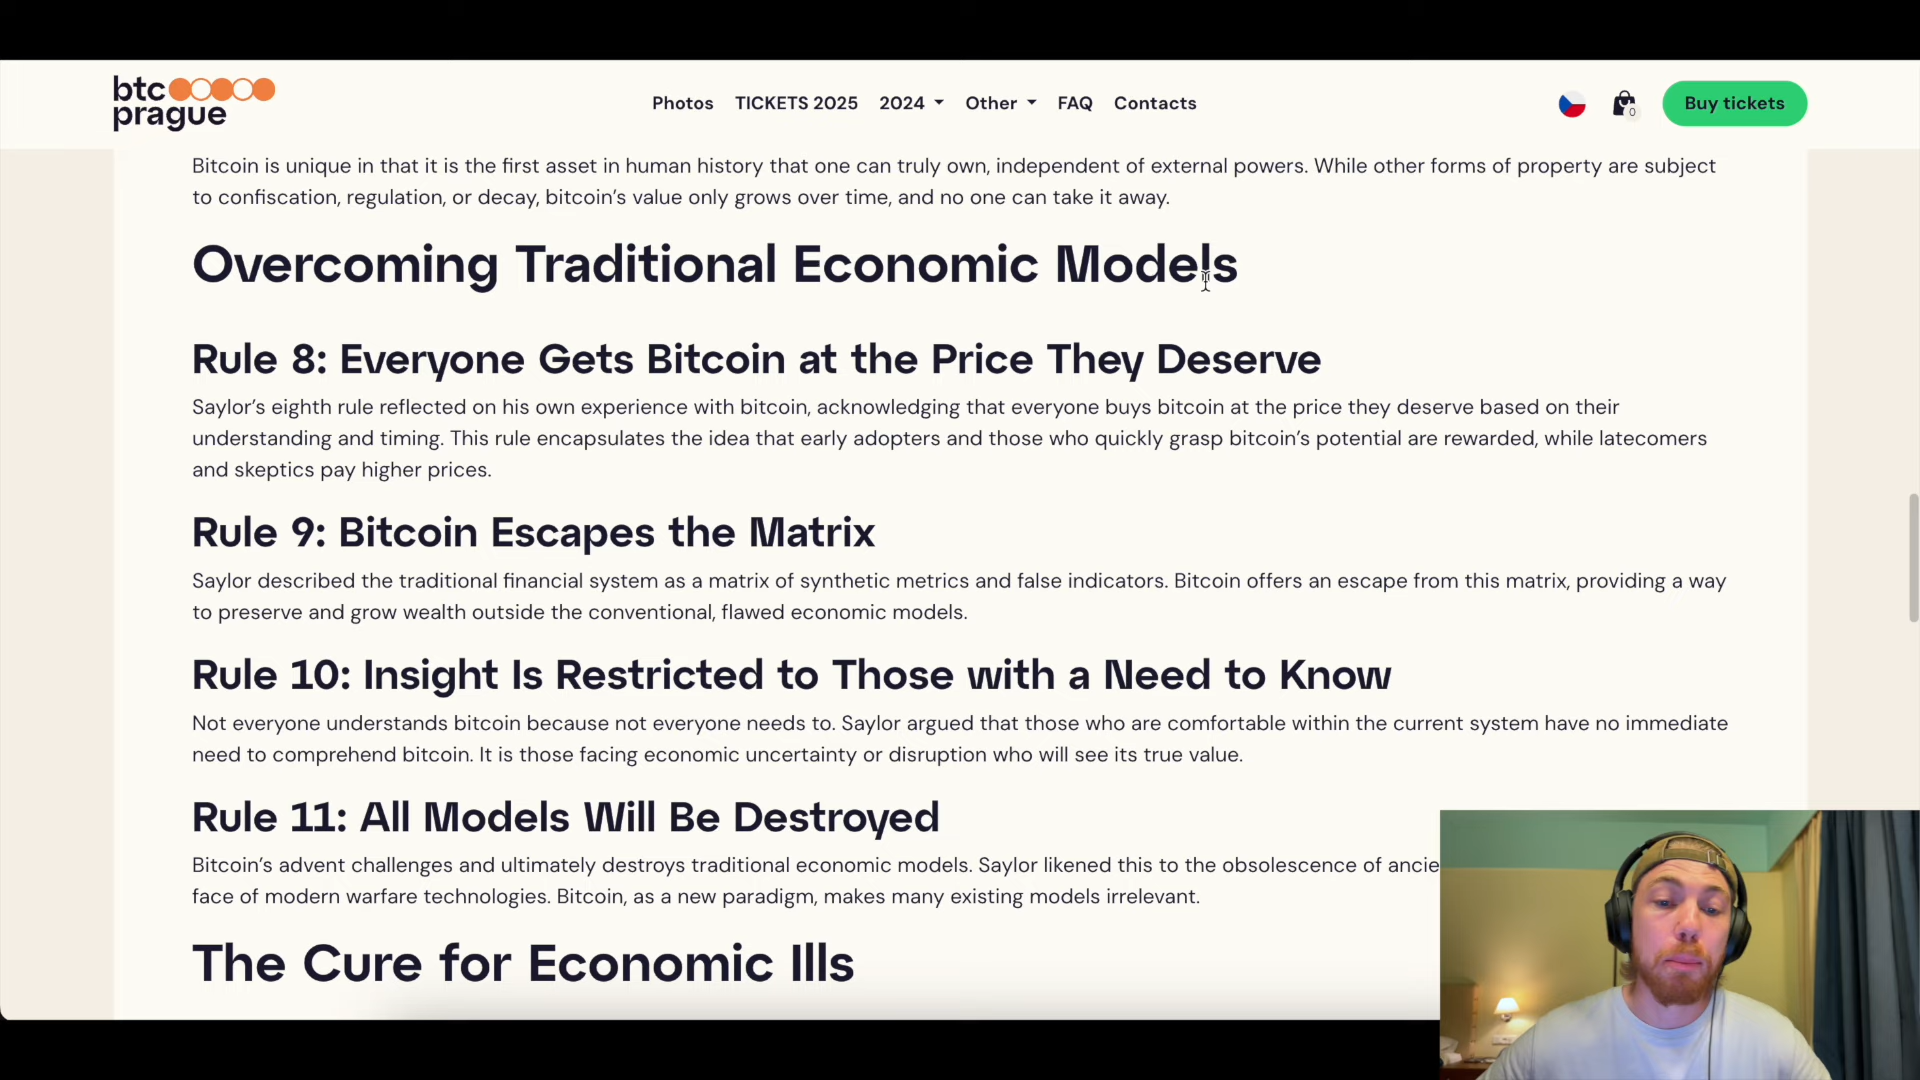 btc
prague
Photos TICKETS 2025 2024 Other FAQ Contacts
0
Buy tickets
Bitcoin is unique in that it is the first asset in human history that one can truly own, independent of external powers. While other forms of property are subject
to confiscation, regulation, or decay, bitcoin’s value only grows over time, and no one can take it away.
Overcoming Traditional Economic Models
Rule 8: Everyone Gets Bitcoin at the Price They Deserve
Saylor’s eighth rule reflected on his own experience with bitcoin, acknowledging that everyone buys bitcoin at the price they deserve based on their
understanding and timing. This rule encapsulates the idea that early adopters and those who quickly grasp bitcoin’s potential are rewarded, while latecomers
and skeptics pay higher prices.
Rule 9: Bitcoin Escapes the Matrix
Saylor described the traditional financial system as a matrix of synthetic metrics and false indicators. Bitcoin offers an escape from this matrix, providing a way
to preserve and grow wealth outside the conventional, flawed economic models.
Rule 10: Insight Is Restricted to Those with a Need to Know
Not everyone understands bitcoin because not everyone needs to. Saylor argued that those who are comfortable within the current system have no immediate
need to comprehend bitcoin. It is those facing economic uncertainty or disruption who will see its true value.
Rule 11: All Models Will Be Destroyed
Bitcoin’s advent challenges and ultimately destroys traditional economic models. Saylor likened this to the obsolescence of ancie
face of modern warfare technologies. Bitcoin, as a new paradigm, makes many existing models irrelevant.
The Cure for Economic Ills